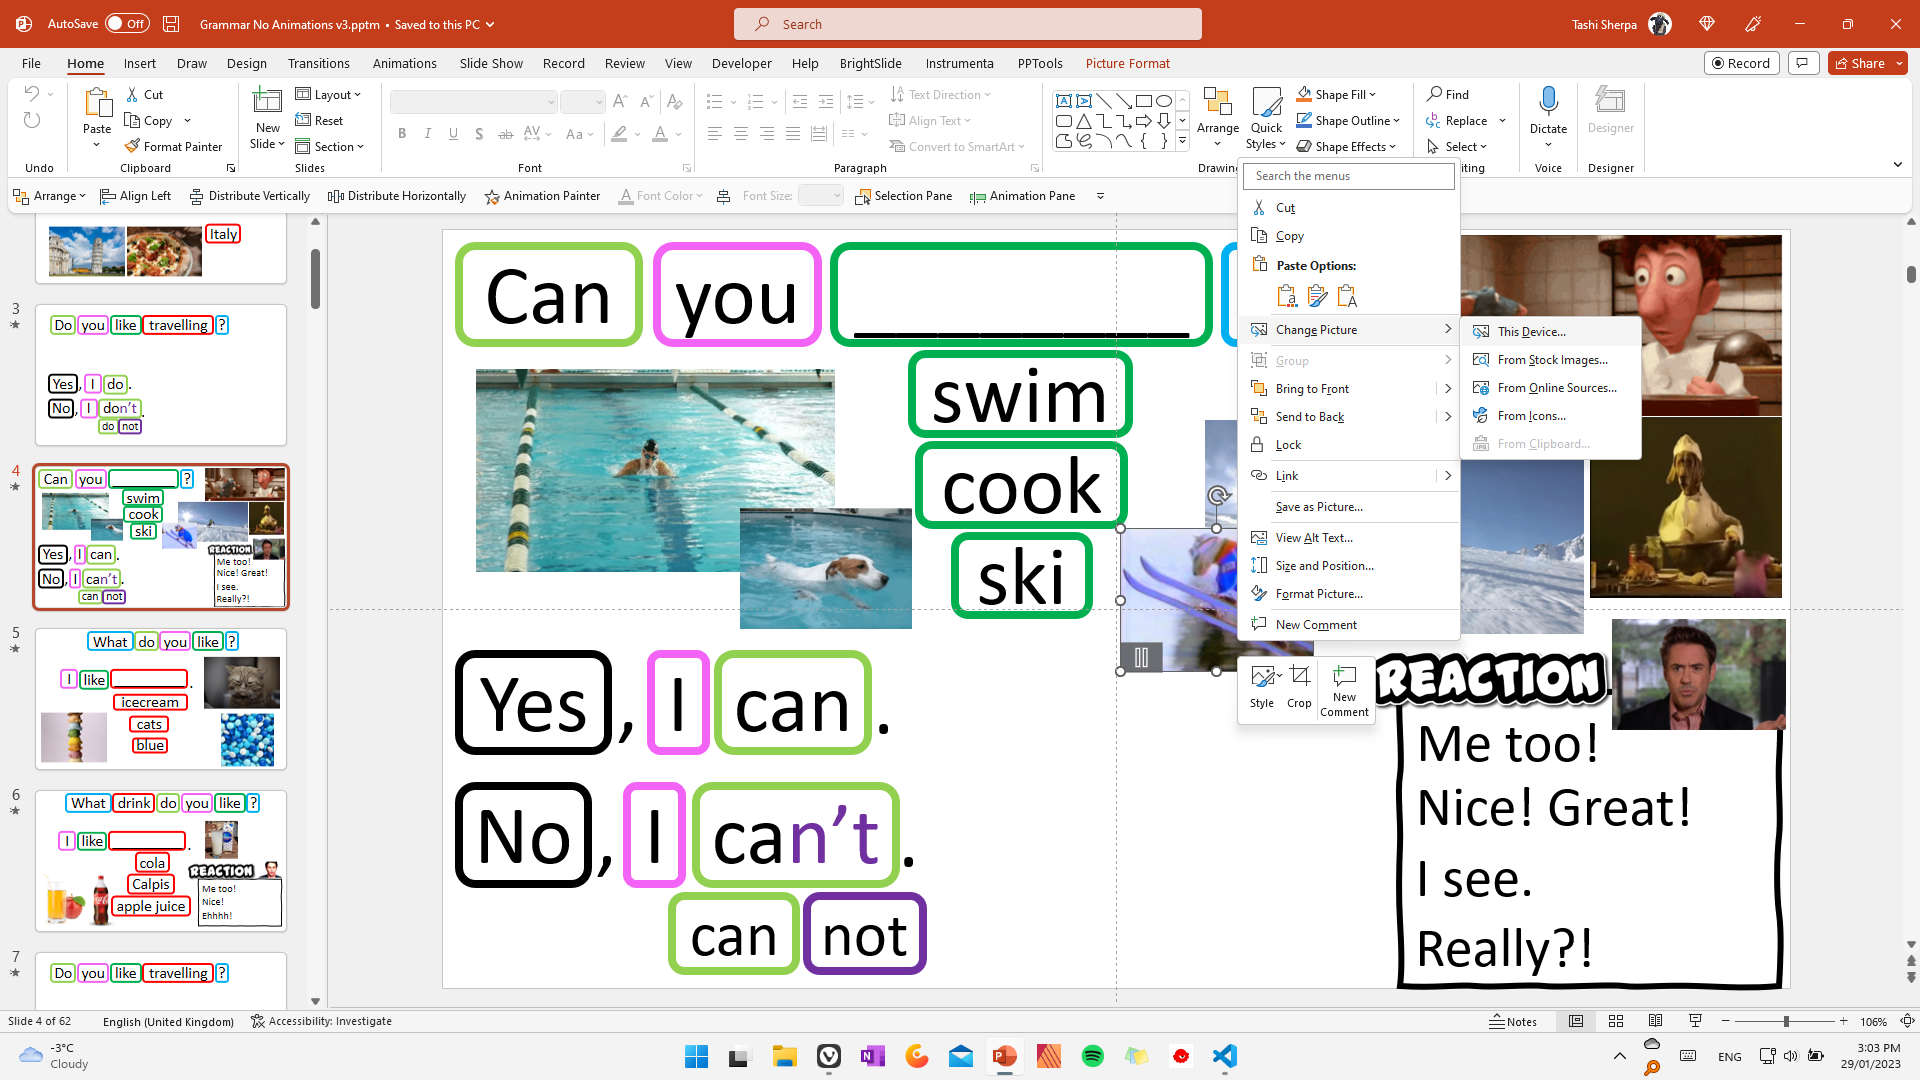 AutoSave Off Grammar No Animations v3.pptm • Saved to this PC Search Tashi Sherpa
File Home Insert Draw Design Transitions Animations Slide Show Record Review View Developer Help BrightSlide Instrumenta PPTools Picture Format Record Share
Cut Layout Text Direction Shape Fill Find
Copy Reset Align Text Shape Outline Replace
Paste New Slide Arrange Quick Styles Dictate Designer
Format Painter Section Convert to SmartArt Shape Effects Select
Undo Clipboard Slides Font Paragraph Drawing Voice Designer
Arrange Align Left Distribute Vertically Distribute Horizontally Animation Painter Font Color Font Size: Selection Pane Animation Pane
Italy
3
Do you like travelling ?
Yes, I do.
No, I don't.
do not
4
Can you ?
swim
cook
ski
Yes, I can.
No, I can't.
can not
REACTION
Me too!
Nice! Great!
I see.
Really?!
5
What do you like ?
I like .
icecream
cats
blue
6
What drink do you like ?
I like .
cola
Calpis
apple juice
REACTION
Me too!
Nice!
Ehhhh!
7
Do you like travelling ?
Can you ____________
swim
cook
ski
Yes, I can.
No, I can't.
can not
REACTION
Me too!
Nice! Great!
I see.
Really?!
Search the menus
Cut
Copy
Paste Options:
Change Picture
Group
Bring to Front
Send to Back
Lock
Link
Save as Picture...
View Alt Text...
Size and Position...
Format Picture...
New Comment
This Device...
From Stock Images...
From Online Sources...
From Icons...
From Clipboard...
Style Crop New Comment
Slide 4 of 62 English (United Kingdom) Accessibility: Investigate Notes 106%
-3°C
Cloudy
ENG
3:03 PM
29/01/2023